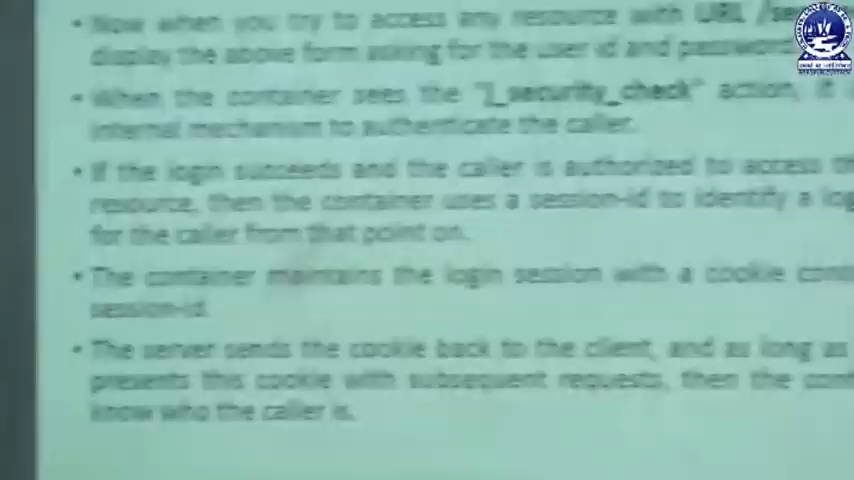 • Now when you try to access any resource with URL
display the above form asking for the user id and password
• When the container sees the "j_security_check" action, it
internal mechanism to authenticate the caller.
• If the login succeeds and the caller is authorized to access
resource, then the container uses a session-id to identify a
for the caller from that point on.
• The container maintains the login session with a cookie
session-id.
• The server sends the cookie back to the client, and as long as
presents this cookie with subsequent requests, then the
know who the caller is.